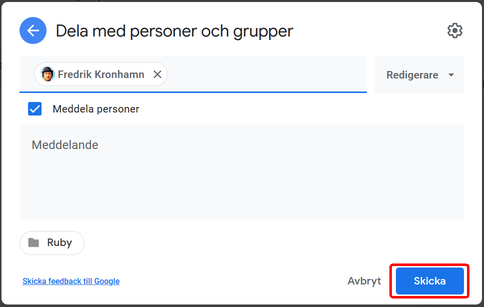 Dela med personer och grupper
Fredrik Kronhamn
Redigerare
Meddela personer
Meddelande
Ruby
Skicka feedback till Google
Avbryt
Skicka